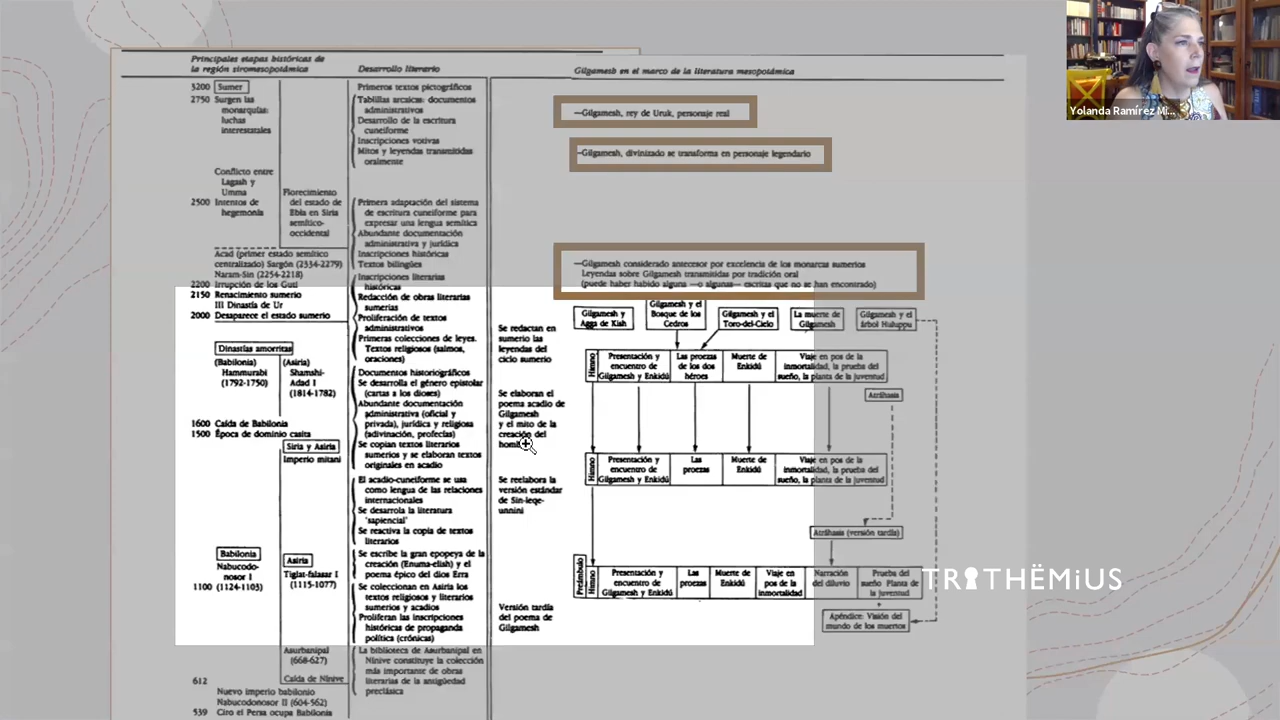 Yolanda Ramírez Mi...
Principales etapas históricas de
la región siromesopotámica
Desarrollo literario
Gilgamesh en el marco de la literatura mesopotámica
3200 Sumer
2750 Surgen las
monarquías:
luchas
interestatales
Conflicto entre
Lagash y
Umma
2500 Intentos de
hegemonía
Florecimiento
del estado de
Ebla en Siria
semítico-
occidental
Acad (primer estado semítico
centralizado) Sargón (2334-2279)
Naram-Sin (2254-2218)
2200 Irrupción de los Guti
2150 Renacimiento sumerio
III Dinastía de Ur
2000 Desaparece el estado sumerio
Dinastías amorritas
(Babilonia)
Hammurabi
(1792-1750)
(Asiria)
Shamshi-
Adad I
(1814-1782)
1600 Caída de Babilonia
1500 Época de dominio casita
Siria y Asiria
Imperio mitani
Babilonia
Nabucodo-
nosor I
1100 (1124-1103)
Asiria
Tiglat-falasar I
(1115-1077)
Asurbanipal
(668-627)
612
Caída de Nínive
Nuevo imperio babilonio
Nabucodonosor II (604-562)
539 Ciro el Persa ocupa Babilonia
Primeros textos pictográficos
Tablillas arcaicas: documentos
administrativos
Desarrollo de la escritura
cuneiforme
Inscripciones votivas
Mitos y leyendas transmitidas
oralmente
Primera adaptación del sistema
de escritura cuneiforme para
expresar una lengua semítica
Abundante documentación
administrativa y jurídica
Inscripciones históricas
Textos bilingües
Inscripciones literarias
históricas
Redacción de obras literarias
sumerias
Proliferación de textos
administrativos
Primeras colecciones de leyes.
Textos religiosos (salmos,
oraciones)
Documentos historiográficos
Se desarrolla el género epistolar
(cartas a los dioses)
Abundante documentación
administrativa (oficial y
privada), jurídica y religiosa
(adivinación, profecías)
Se copian textos literarios
sumerios y se elaboran textos
originales en acadio
El acadio-cuneiforme se usa
como lengua de las relaciones
internacionales
Se desarrola la literatura
'sapiencial'
Se reactiva la copia de textos
literarios
Se escribe la gran epopeya de la
creación (Enuma-elish) y el
poema épico del dios Erra
Se coleccionan en Asiria los
textos religiosos y literarios
sumerios y acadios
Proliferan las inscripciones
históricas de propaganda
política (crónicas)
La biblioteca de Asurbanipal en
Nínive constituye la colección
más importante de obras
literarias de la antigüedad
preclásica
—Gilgamesh, rey de Uruk, personaje real
—Gilgamesh, divinizado se transforma en personaje legendario
—Gilgamesh considerado antecesor por excelencia de los monarcas sumerios
Leyendas sobre Gilgamesh transmitidas por tradición oral
(puede haber habido alguna —o algunas— escritas que no se han encontrado)
Se redactan en
sumerio las
leyendas del
ciclo sumerio
Gilgamesh y
Agga de Kish
Gilgamesh y el
Bosque de los
Cedros
Gilgamesh y el
Toro-del-Cielo
La muerte de
Gilgamesh
Gilgamesh y el
árbol Huluppu
Himno
Presentación y
encuentro de
Gilgamesh y Enkidú
Las proezas
de los dos
héroes
Muerte de
Enkidú
Viaje en pos de la
inmortalidad, la prueba del
sueño, la planta de la juventud
Atráhasis
Se elaboran el
poema acadio de
Gilgamesh
y el mito de la
creación del
Himno
Presentación y
encuentro de
Gilgamesh y Enkidú
Las
proezas
Muerte de
Enkidú
Viaje en pos de la
inmortalidad, la prueba del
sueño, la planta de la juventud
Se reelabora la
versión estándar
de Sin-leqe-
unnini
Atráhasis (versión tardía)
Preámbulo
Himno
Presentación y
encuentro de
Gilgamesh y Enkidú
Las
proezas
Muerte de
Enkidú
Viaje en
pos de la
inmortalidad
Narración
del diluvio
Prueba del
sueño Planta de
la juventud
Versión tardía
del poema de
Gilgamesh
Apéndice: Visión del
mundo de los muertos
TRITHËMiUS